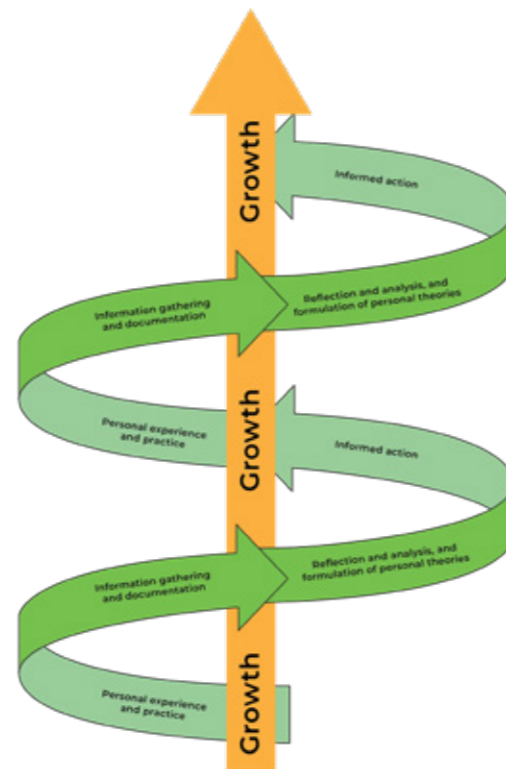 Growth
Informed action
Information gathering
and documentation
Reflection and analysis, and
formulation of personal theories
Personal experience
and practice
Growth
Informed action
Information gathering
and documentation
Reflection and analysis, and
formulation of personal theories
Personal experience
and practice
Growth